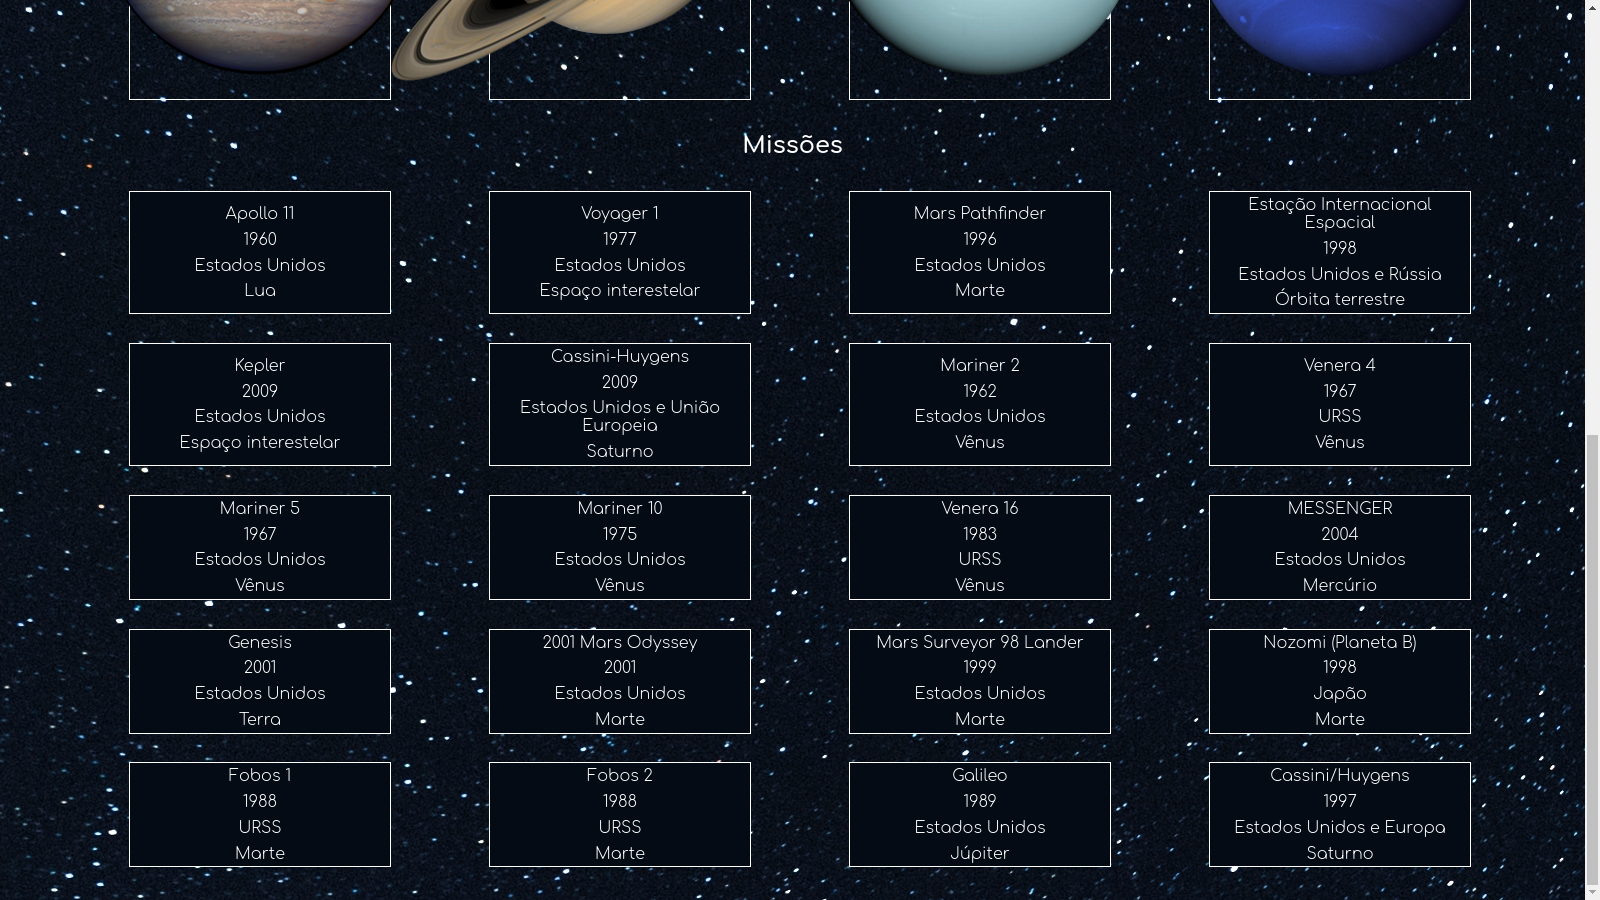 Missões
Apollo 11
1960
Estados Unidos
Lua
Voyager 1
1977
Estados Unidos
Espaço interestelar
Mars Pathfinder
1996
Estados Unidos
Marte
Estação Internacional
Espacial
1998
Estados Unidos e Rússia
Órbita terrestre
Kepler
2009
Estados Unidos
Espaço interestelar
Cassini-Huygens
2009
Estados Unidos e União
Europeia
Saturno
Mariner 2
1962
Estados Unidos
Vênus
Venera 4
1967
URSS
Vênus
Mariner 5
1967
Estados Unidos
Vênus
Mariner 10
1975
Estados Unidos
Vênus
Venera 16
1983
URSS
Vênus
MESSENGER
2004
Estados Unidos
Mercúrio
Genesis
2001
Estados Unidos
Terra
2001 Mars Odyssey
2001
Estados Unidos
Marte
Mars Surveyor 98 Lander
1999
Estados Unidos
Marte
Nozomi (Planeta B)
1998
Japão
Marte
Fobos 1
1988
URSS
Marte
Fobos 2
1988
URSS
Marte
Galileo
1989
Estados Unidos
Júpiter
Cassini/Huygens
1997
Estados Unidos e Europa
Saturno